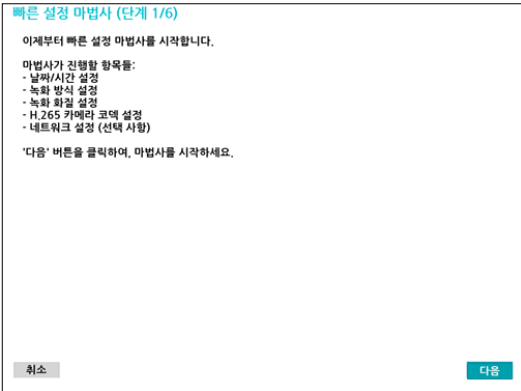 빠른 설정 마법사 (단계 1/6)
이제부터 빠른 설정 마법사를 시작합니다.
마법사가 진행할 항목들:
- 날짜/시간 설정
- 녹화 방식 설정
- 녹화 화질 설정
- H.265 카메라 코덱 설정
- 네트워크 설정 (선택 사항)
'다음' 버튼을 클릭하여, 마법사를 시작하세요.
취소
다음